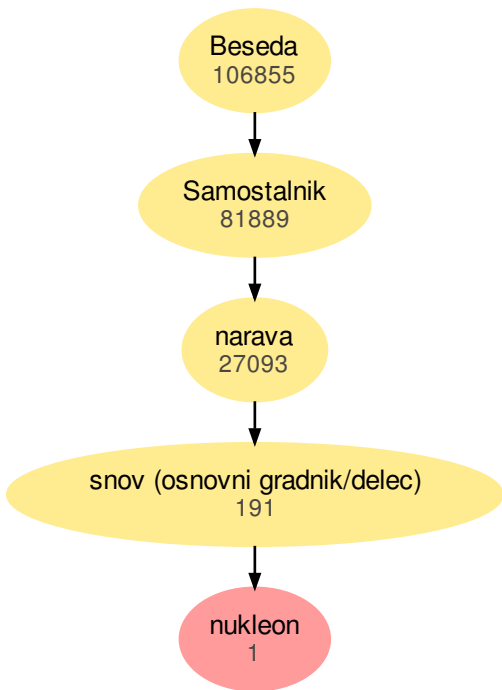 Beseda
106855
Samostalnik
81889
narava
27093
snov (osnovni gradnik/delec)
191
nukleon
1